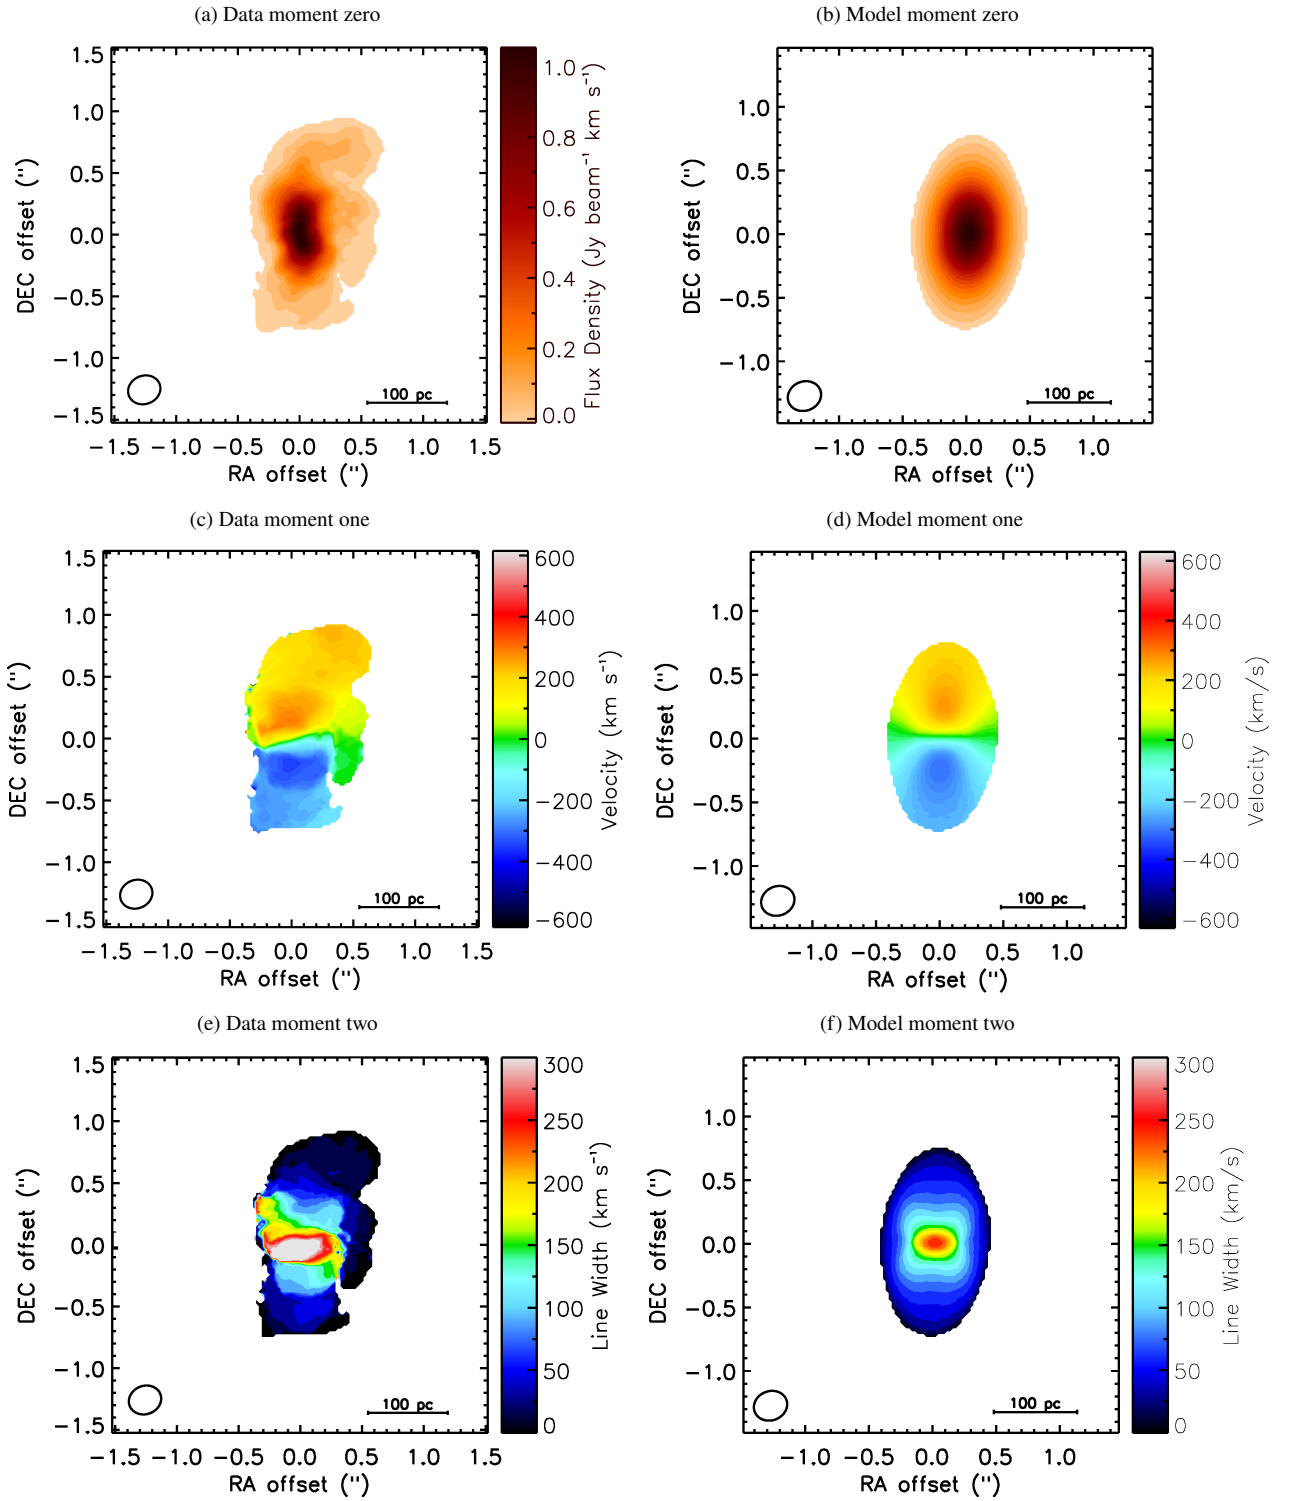 (a) Data moment zero
(b) Model moment zero
1.5
1.0
0.5
0.0
−0.5
−1.0
−1.5
DEC offset (")
−1.5 −1.0 −0.5 0.0 0.5 1.0 1.5
RA offset (")
100 pc
1.0
0.8
0.6
0.4
0.2
0.0
Flux Density (Jy beam⁻¹ km s⁻¹)
1.0
0.5
0.0
−0.5
−1.0
DEC offset (")
−1.0 −0.5 0.0 0.5 1.0
RA offset (")
100 pc
(c) Data moment one
(d) Model moment one
1.5
1.0
0.5
0.0
−0.5
−1.0
−1.5
DEC offset (")
−1.5 −1.0 −0.5 0.0 0.5 1.0 1.5
RA offset (")
100 pc
600
400
200
0
−200
−400
−600
Velocity (km s⁻¹)
1.0
0.5
0.0
−0.5
−1.0
DEC offset (")
−1.0 −0.5 0.0 0.5 1.0
RA offset (")
100 pc
600
400
200
0
−200
−400
−600
Velocity (km/s)
(e) Data moment two
(f) Model moment two
1.5
1.0
0.5
0.0
−0.5
−1.0
−1.5
DEC offset (")
−1.5 −1.0 −0.5 0.0 0.5 1.0 1.5
RA offset (")
100 pc
300
250
200
150
100
50
0
Line Width (km s⁻¹)
1.0
0.5
0.0
−0.5
−1.0
DEC offset (")
−1.0 −0.5 0.0 0.5 1.0
RA offset (")
100 pc
300
250
200
150
100
50
0
Line Width (km/s)